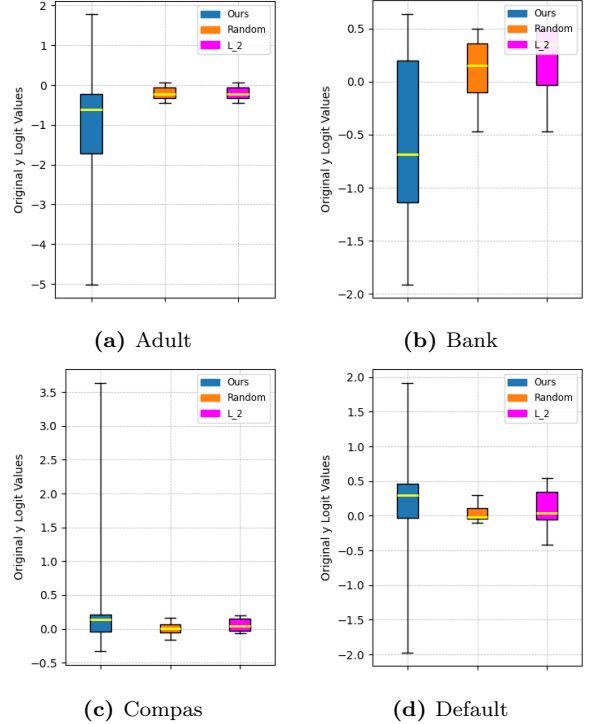 Original y Logit Values
2
1
0
−1
−2
−3
−4
−5
Ours
Random
L_2
(a) Adult
Original y Logit Values
0.5
0.0
−0.5
−1.0
−1.5
−2.0
Ours
Random
L_2
(b) Bank
Original y Logit Values
3.5
3.0
2.5
2.0
1.5
1.0
0.5
0.0
−0.5
Ours
Random
L_2
(c) Compas
Original y Logit Values
2.0
1.5
1.0
0.5
0.0
−0.5
−1.0
−1.5
−2.0
Ours
Random
L_2
(d) Default